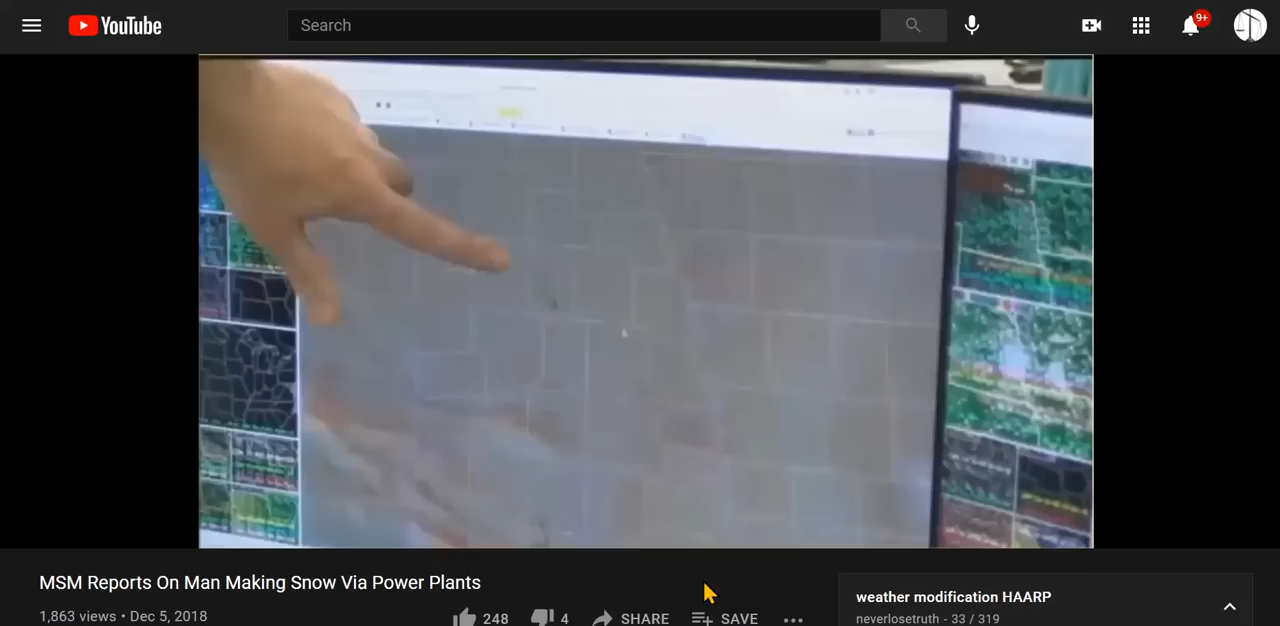 YouTube
Search
9+
MSM Reports On Man Making Snow Via Power Plants
1,863 views • Dec 5, 2018
248
4
SHARE
SAVE
weather modification HAARP
neverlosetruth - 33 / 319